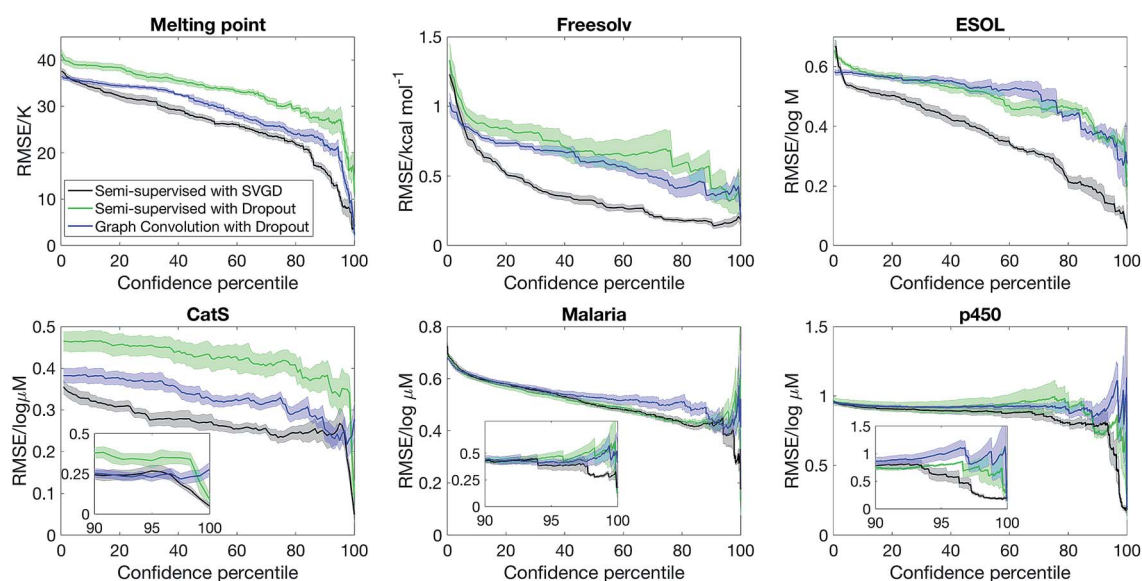 Melting point
RMSE/K
40
30
20
10
0
Semi-supervised with SVGD
Semi-supervised with Dropout
Graph Convolution with Dropout
0 20 40 60 80 100
Confidence percentile
Freesolv
RMSE/kcal mol⁻¹
1.5
1
0.5
0
0 20 40 60 80 100
Confidence percentile
ESOL
RMSE/log M
0.6
0.4
0.2
0
0 20 40 60 80 100
Confidence percentile
CatS
RMSE/logμM
0.5
0.4
0.3
0.2
0.1
0
0.5
0.25
0
90 95 100
0 20 40 60 80 100
Confidence percentile
Malaria
RMSE/log μM
0.8
0.6
0.4
0.2
0
0.5
0.25
0
90 95 100
0 20 40 60 80 100
Confidence percentile
p450
RMSE/log μM
1.5
1
0.5
0
1.5
1
0.5
0
90 95 100
0 20 40 60 80 100
Confidence percentile